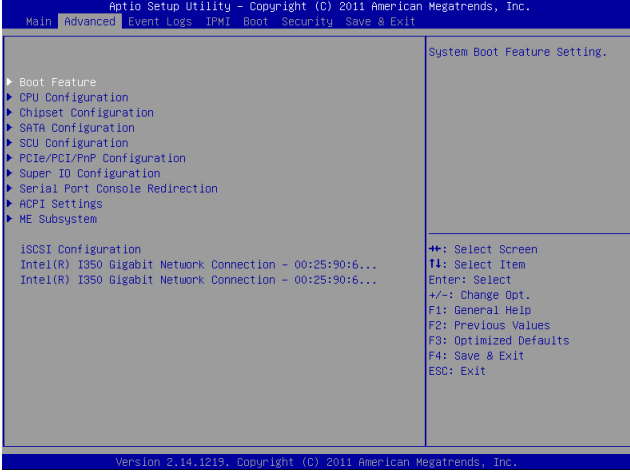 Aptio Setup Utility - Copyright (C) 2011 American Megatrends, Inc.
Main Advanced Event Logs IPMI Boot Security Save & Exit
System Boot Feature Setting.
Boot Feature
CPU Configuration
Chipset Configuration
SATA Configuration
SCU Configuration
PCIe/PCI/PnP Configuration
Super IO Configuration
Serial Port Console Redirection
ACPI Settings
ME Subsystem
iSCSI Configuration
Intel(R) I350 Gigabit Network Connection - 00:25:90:6...
Intel(R) I350 Gigabit Network Connection - 00:25:90:6...
→←: Select Screen
↑↓: Select Item
Enter: Select
+/-: Change Opt.
F1: General Help
F2: Previous Values
F3: Optimized Defaults
F4: Save & Exit
ESC: Exit
Version 2.14.1219. Copyright (C) 2011 American Megatrends, Inc.